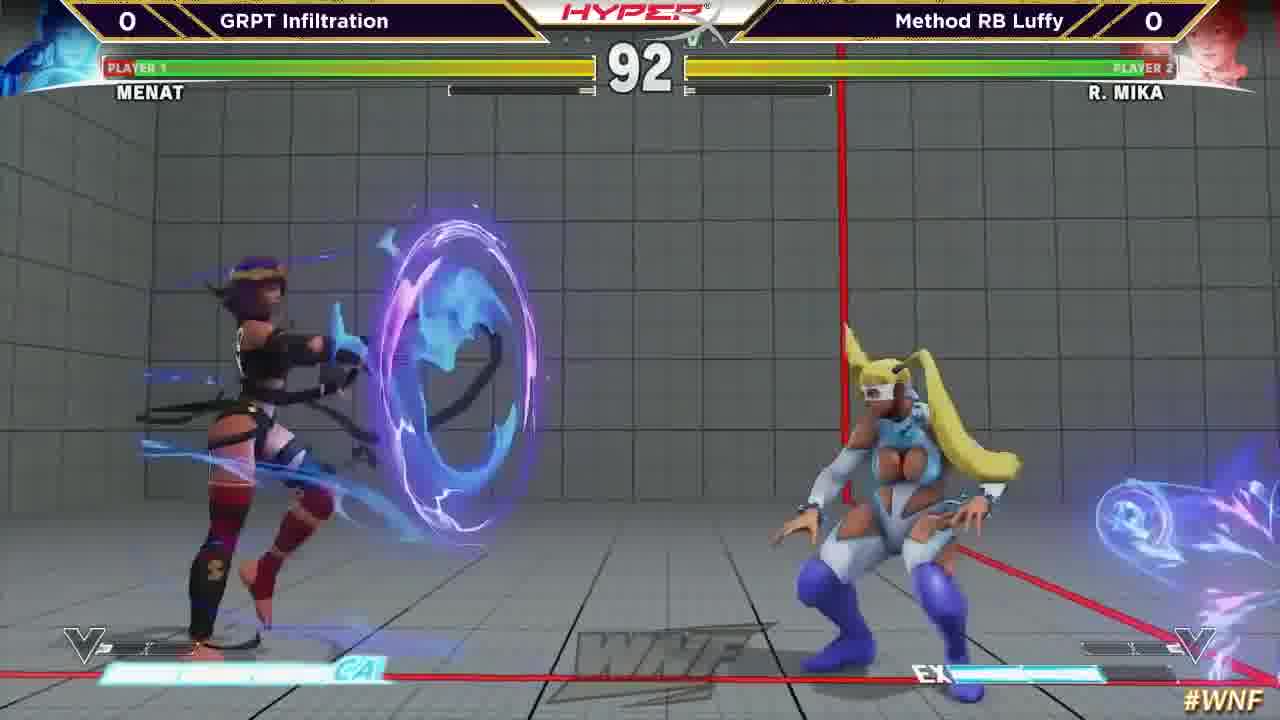 0 GRPT Infiltration HYPER X Method RB Luffy 0
PLAYER 1 92 PLAYER 2
MENAT R. MIKA
WNF
V CA EX V
#WNF